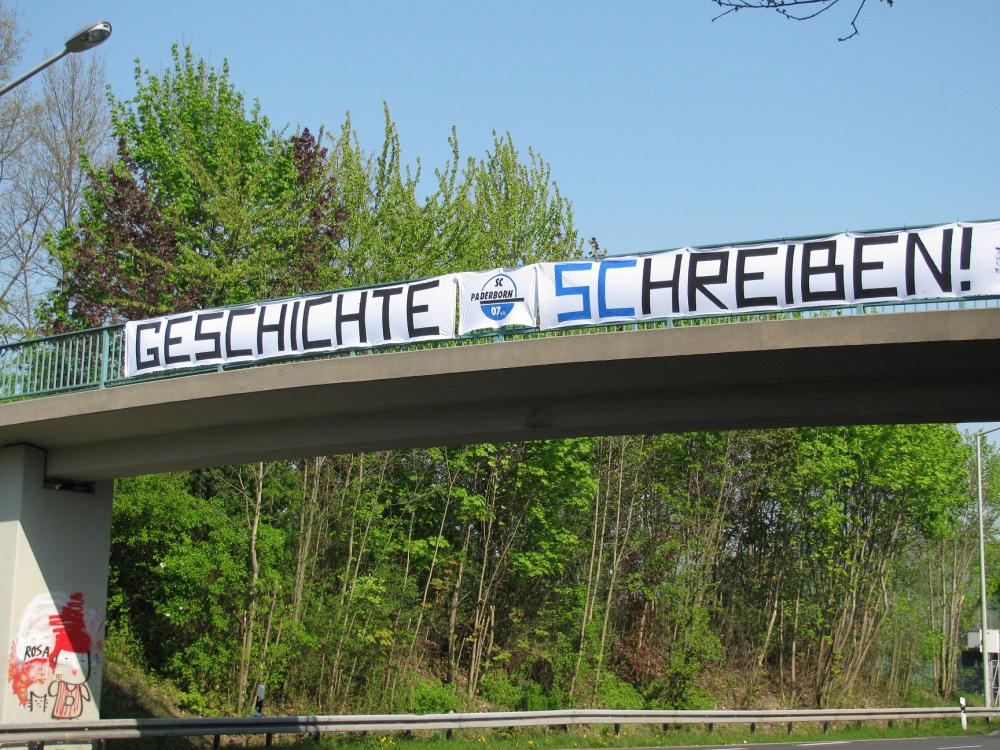 GESCHICHTE SCHREIBEN!
SC
PADERBORN
07 e.V.
ROSA